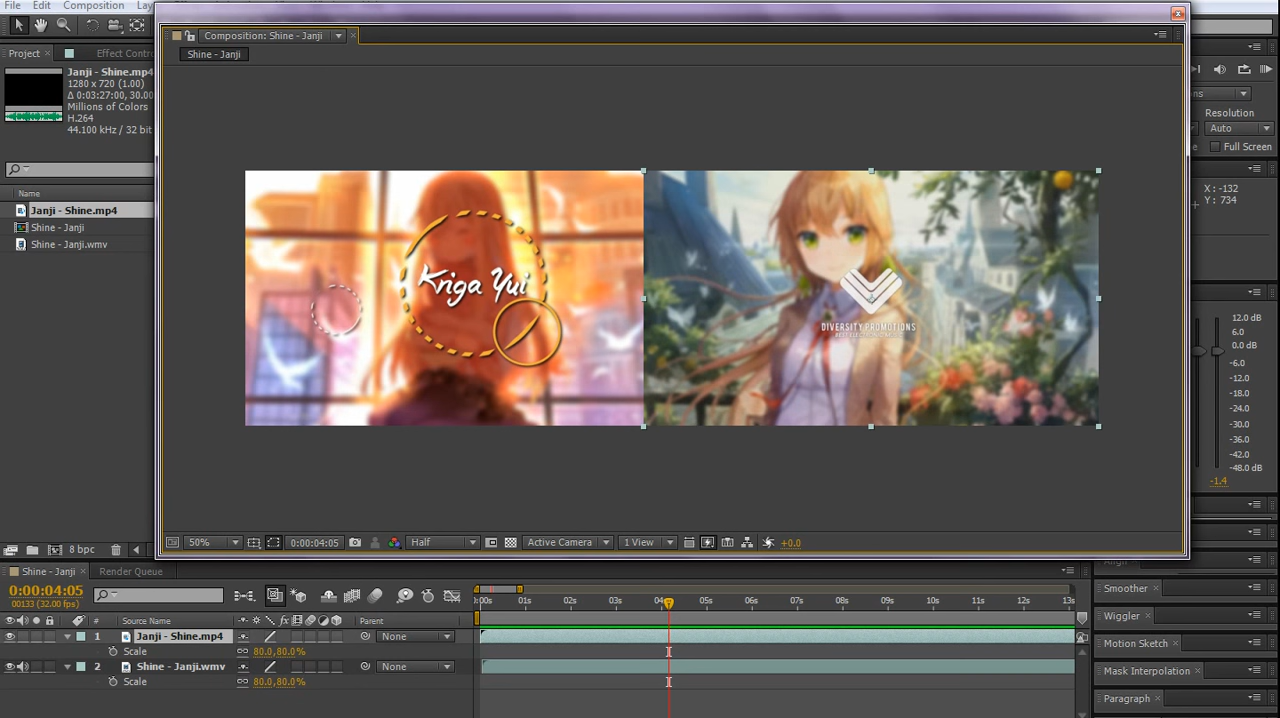 File Edit Composition
Composition: Shine - Janji
Project Effect Contro
Shine - Janji
Janji - Shine.mp4
1280 x 720 (1.00)
Δ 0:03:27:00, 30.00
Millions of Colors
H.264
44.100 kHz / 32 bit
Resolution
Auto
Full Screen
Name
X : -132
Y : 734
Janji - Shine.mp4
Shine - Janji
Shine - Janji.wmv
Kriga Yui
DIVERSITY PROMOTIONS
12.0 dB
6.0
0.0 dB
-6.0
-12.0
-18.0
-24.0
-30.0
-36.0
-42.0
-48.0 dB
-1.4
8 bpc
50% 0:00:04:05 Half Active Camera 1 View +0.0
Shine - Janji Render Queue
Align
0:00:04:05
00133 (32.00 fps)
Smoother
Wiggler
Motion Sketch
Mask Interpolation
Paragraph
:00s 01s 02s 03s 04s 05s 06s 07s 08s 09s 10s 11s 12s 13s
# Source Name Parent
1 Janji - Shine.mp4 None
Scale 80.0,80.0%
2 Shine - Janji.wmv None
Scale 80.0,80.0%